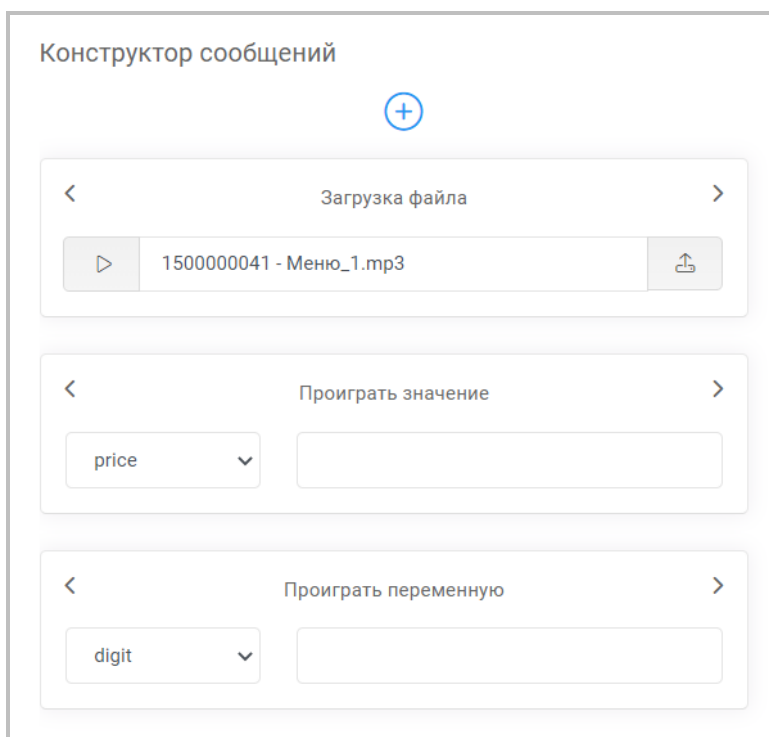 Конструктор сообщений
Загрузка файла
1500000041 - Меню_1.mp3
Проиграть значение
price
Проиграть переменную
digit